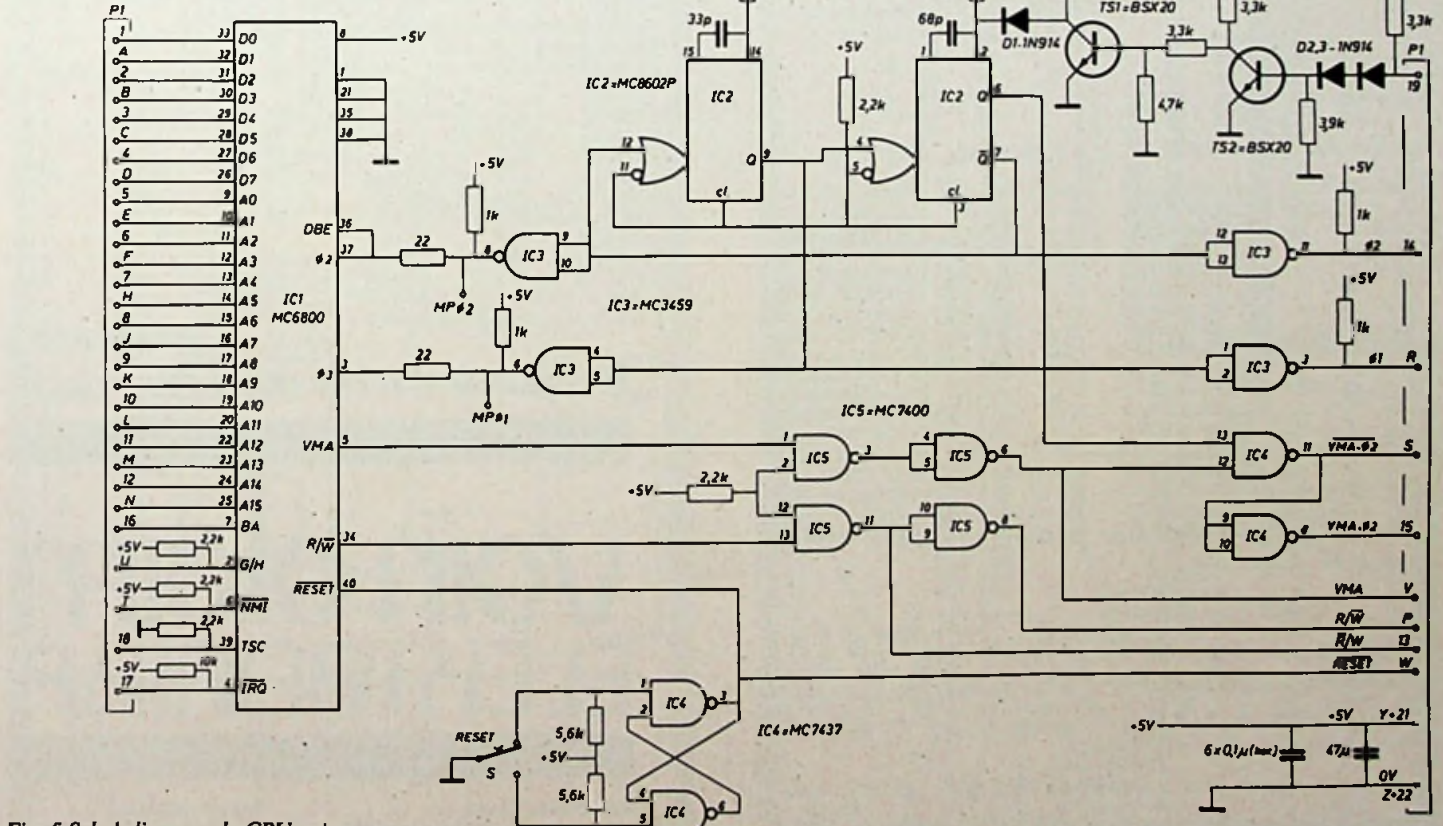 P1
1 33 D0
A 32 D1
2 31 D2
B 30 D3
3 29 D4
C 28 D5
4 27 D6
D 26 D7
5 9 A0
E 10 A1
6 11 A2
F 12 A3
7 13 A4
H 14 A5
8 15 A6
J 16 A7
9 17 A8
K 18 A9
10 19 A10
L 20 A11
11 22 A12
M 23 A13
12 24 A14
N 25 A15
16 7 BA
+5V 2,2k
U 2 G/H
+5V 2,2k
6 NMI
2,2k
18 39 TSC
+5V 10k
17 4 IRQ
IC1
MC6800
8 +5V
1
21
35
38
DBE 36
φ2 37
22
φ3 3
22
VMA 5
R/W 34
RESET 40
+5V
1k
8 IC3 9
10
MPφ2
IC3=MC3459
+5V
1k
6 IC3 4
5
MPφ1
IC2=MC8602P
33p
15 14
IC2
12
11
Q 9
cl.
+5V
2,2k
68p
1 2
IC2
4
5
Q 6
Q 7
cl.
3
D1-1N914
TS1=BSX20
3,3k
4,7k
3,3k
TS2=BSX20
D2,3-1N914
3,9k
3,3k
P1
19
+5V
1k
12
13
IC3 11 φ2 14
+5V
1k
1
2
IC3 3 φ1 R
IC5=MC7400
1
2
IC5 3
4
5
IC5 6
+5V 2,2k
12
13
IC5 11
10
9
IC5 8
13
12
IC4 11 VMA·φ2 S
9
10
IC4 8 VMA·φ2 15
VMA V
R/W P
R/W 13
RESET W
RESET
S
5,6k
+5V
5,6k
1
2
IC4 3
4
5
IC4 6
IC4=MC7437
+5V +5V Y+21
47μ
0V
Z+22